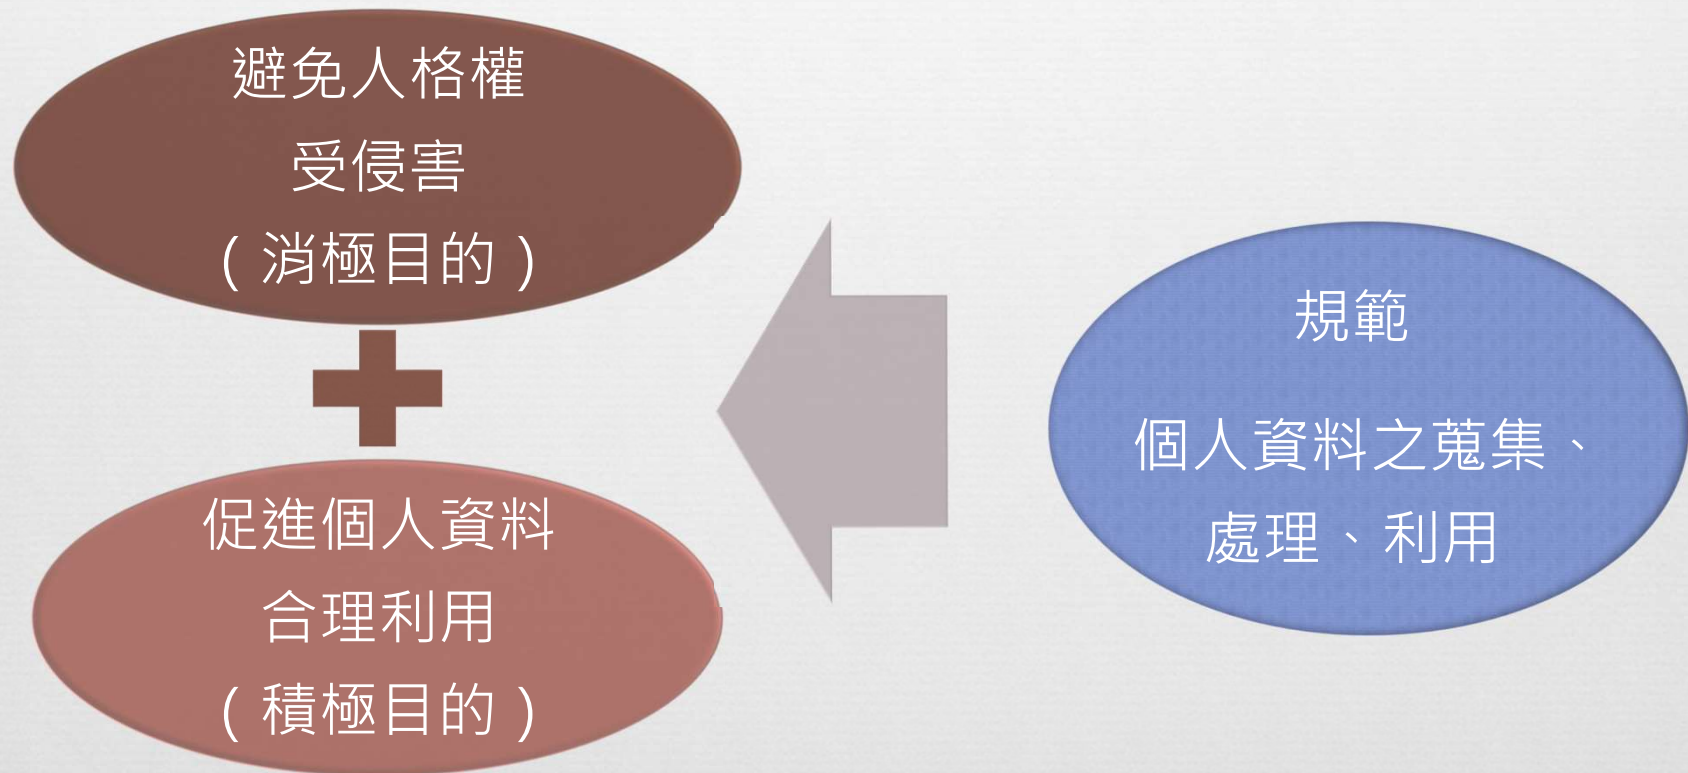 避免人格權
受侵害
(消極目的)
促進個人資料
合理利用
(積極目的)
規範
個人資料之蒐集、
處理、利用